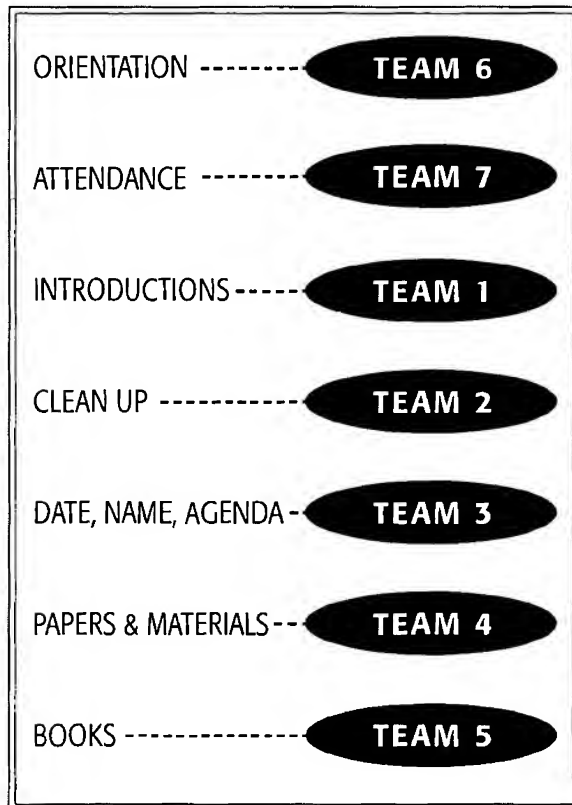 ORIENTATION TEAM 6
ATTENDANCE TEAM 7
INTRODUCTIONS TEAM 1
CLEAN UP TEAM 2
DATE, NAME, AGENDA TEAM 3
PAPERS & MATERIALS TEAM 4
BOOKS TEAM 5